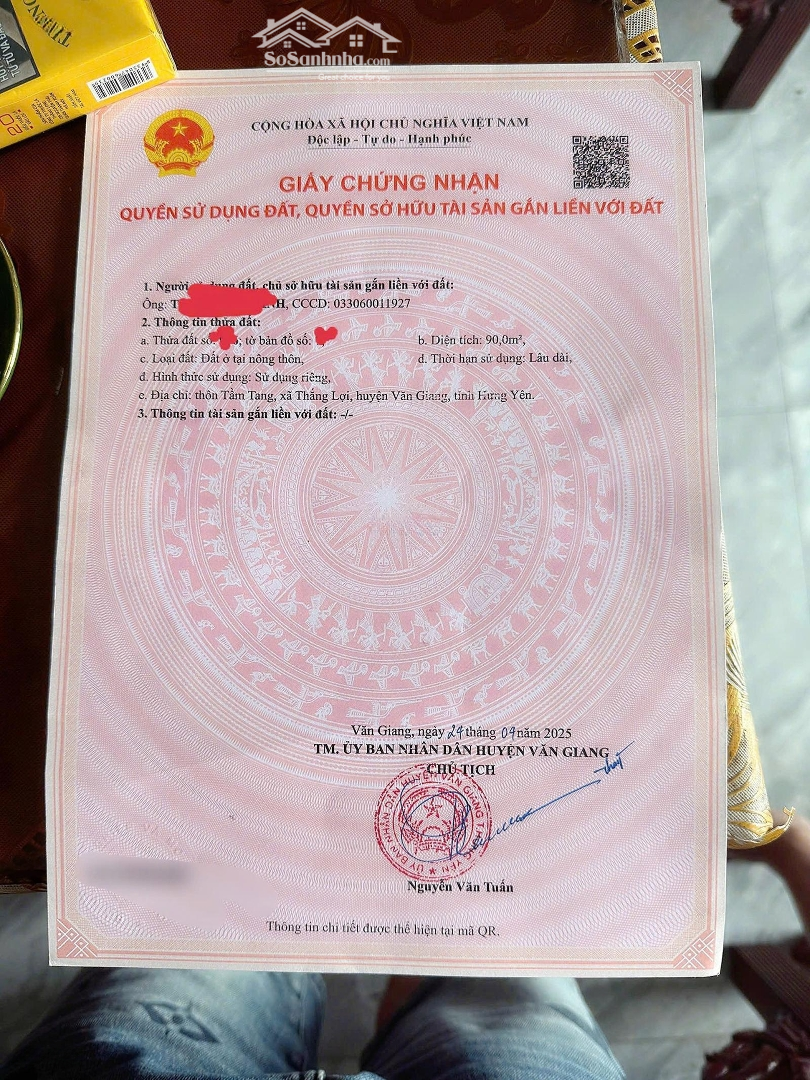 SoSanhnha.com
CỘNG HÒA XÃ HỘI CHỦ NGHĨA VIỆT NAM
Độc lập - Tự do - Hạnh phúc
GIẤY CHỨNG NHẬN
QUYỀN SỬ DỤNG ĐẤT, QUYỀN SỞ HỮU TÀI SẢN GẮN LIỀN VỚI ĐẤT
1. Người sử dụng đất, chủ sở hữu tài sản gắn liền với đất:
Ông: CCCD: 033060011927
2. Thông tin thửa đất:
a. Thửa đất số: ; tờ bản đồ số:
b. Diện tích: 90,0m²,
c. Loại đất: Đất ở tại nông thôn,
d. Thời hạn sử dụng: Lâu dài,
đ. Hình thức sử dụng: Sử dụng riêng,
e. Địa chỉ: thôn Tầm Tang, xã Thắng Lợi, huyện Văn Giang, tỉnh Hưng Yên.
3. Thông tin tài sản gắn liền với đất: -/-
Văn Giang, ngày 29 tháng 04 năm 2025
TM. ỦY BAN NHÂN DÂN HUYỆN VĂN GIANG
CHỦ TỊCH
Nguyễn Văn Tuấn
Thông tin chi tiết được thể hiện tại mã QR.